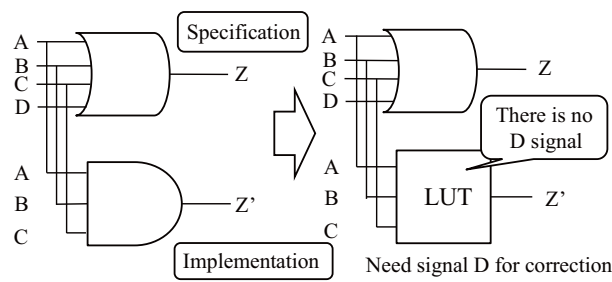 A
B
C
D
Specification
Z
A
B
C
Z’
Implementation
A
B
C
D
Z
There is no
D signal
A
B
C
LUT
Z’
Need signal D for correction